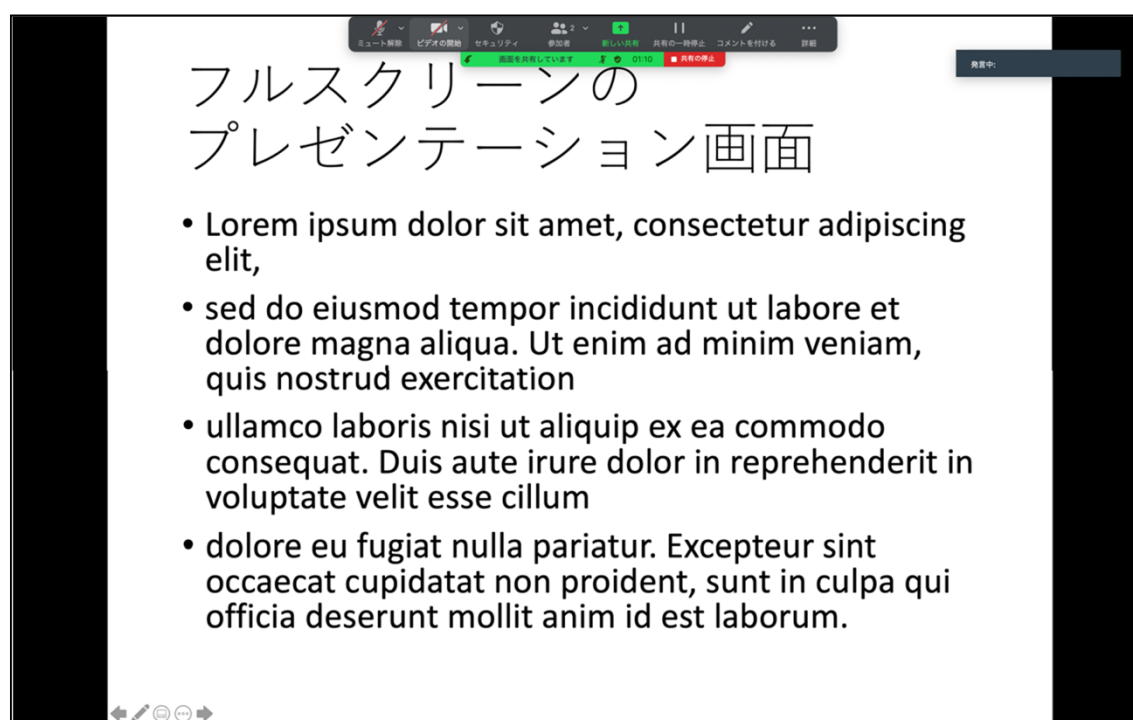 ミュート解除 ビデオの開始 セキュリティ 2 参加者 新しい共有 共有の一時停止 コメントを付ける 詳細
画面を共有しています 01:10 共有の停止
発言中:
フルスクリーンの
プレゼンテーション画面
• Lorem ipsum dolor sit amet, consectetur adipiscing
elit,
• sed do eiusmod tempor incididunt ut labore et
dolore magna aliqua. Ut enim ad minim veniam,
quis nostrud exercitation
• ullamco laboris nisi ut aliquip ex ea commodo
consequat. Duis aute irure dolor in reprehenderit in
voluptate velit esse cillum
• dolore eu fugiat nulla pariatur. Excepteur sint
occaecat cupidatat non proident, sunt in culpa qui
officia deserunt mollit anim id est laborum.